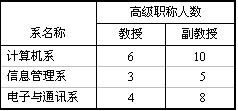 系名称 高级职称人数
教授 副教授
计算机系 6 10
信息管理系 3 5
电子与通讯系 4 8